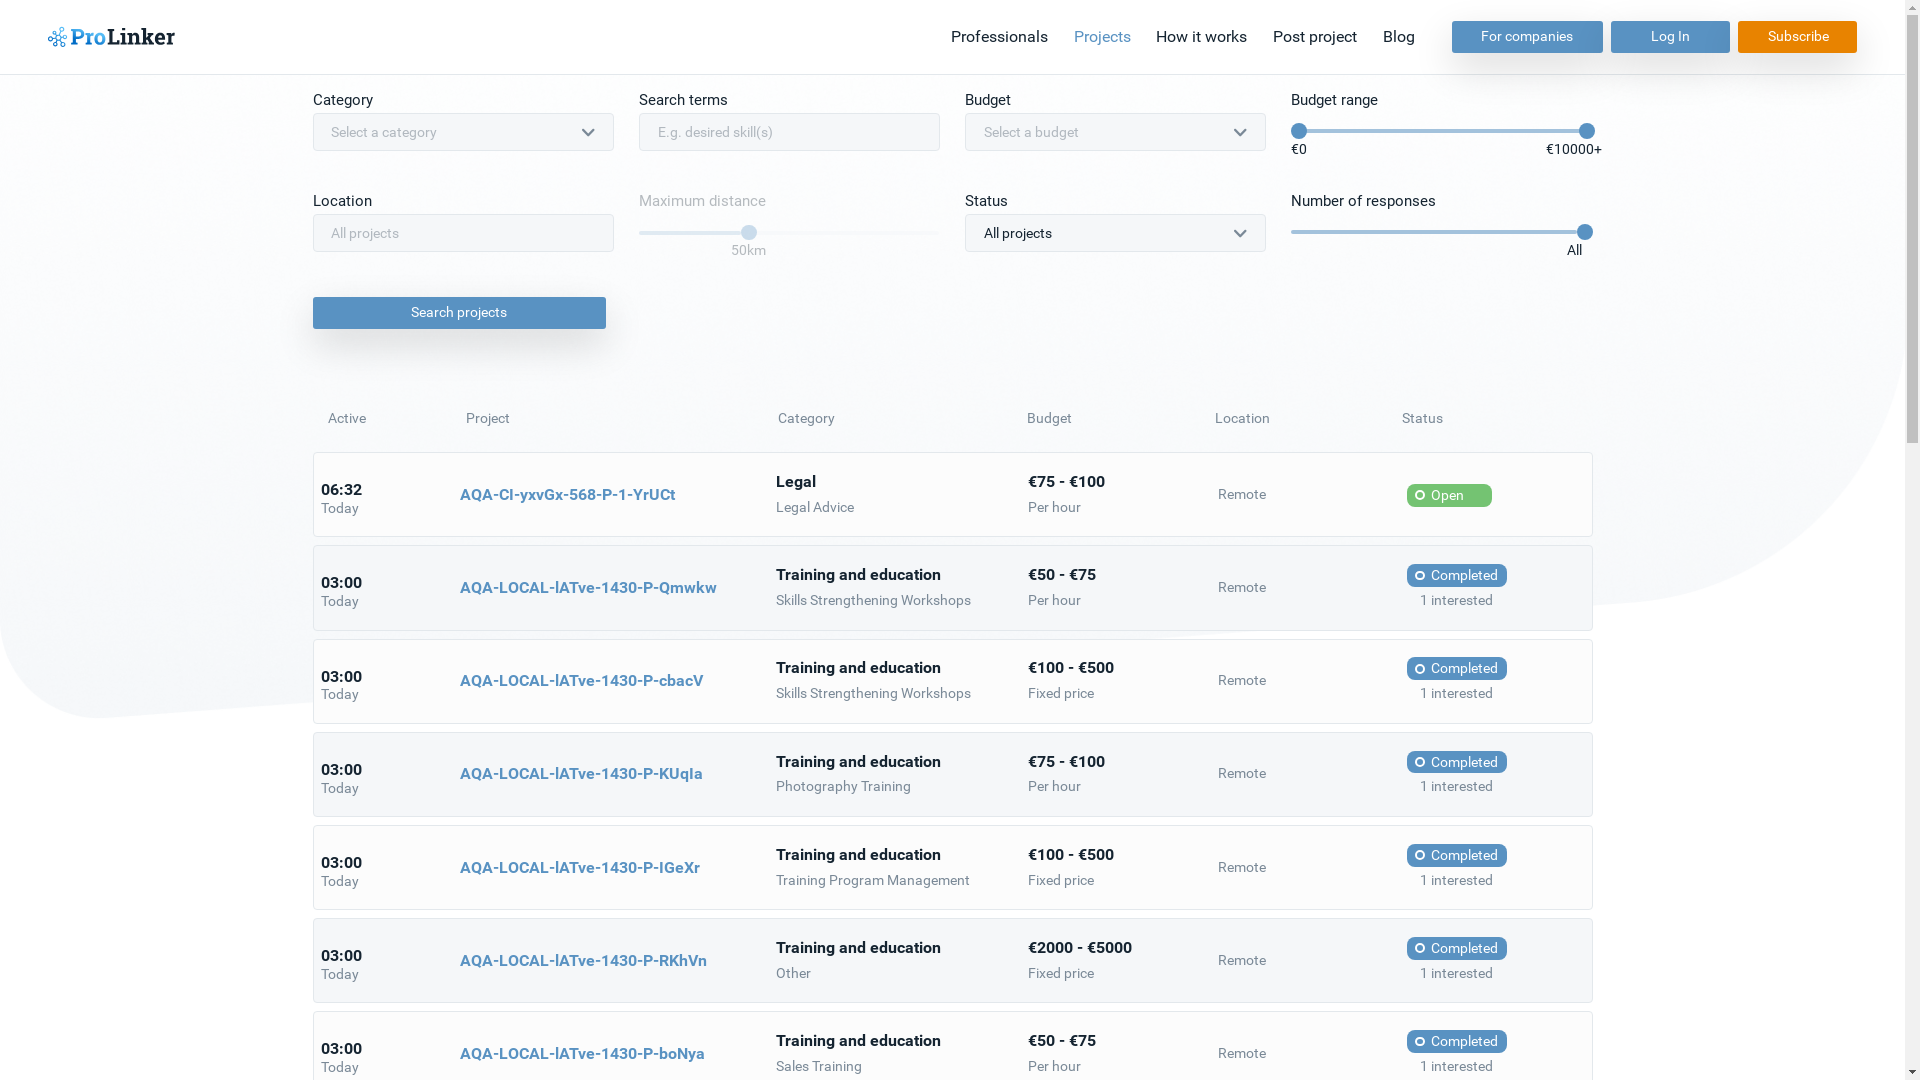 ProLinker
Professionals
Projects
How it works
Post project
Blog
For companies
Log In
Subscribe
Category
Search terms
Budget
Budget range
Select a category
E.g. desired skill(s)
Select a budget
€0
€10000+
Location
Maximum distance
Status
Number of responses
All projects
50km
All projects
All
Search projects
Active
Project
Category
Budget
Location
Status
06:32
Today
AQA-CI-yxvGx-568-P-1-YrUCt
Legal
Legal Advice
€75 - €100
Per hour
Remote
Open
03:00
Today
AQA-LOCAL-lATve-1430-P-Qmwkw
Training and education
Skills Strengthening Workshops
€50 - €75
Per hour
Remote
Completed
1 interested
03:00
Today
AQA-LOCAL-lATve-1430-P-cbacV
Training and education
Skills Strengthening Workshops
€100 - €500
Fixed price
Remote
Completed
1 interested
03:00
Today
AQA-LOCAL-lATve-1430-P-KUqIa
Training and education
Photography Training
€75 - €100
Per hour
Remote
Completed
1 interested
03:00
Today
AQA-LOCAL-lATve-1430-P-IGeXr
Training and education
Training Program Management
€100 - €500
Fixed price
Remote
Completed
1 interested
03:00
Today
AQA-LOCAL-lATve-1430-P-RKhVn
Training and education
Other
€2000 - €5000
Fixed price
Remote
Completed
1 interested
03:00
Today
AQA-LOCAL-lATve-1430-P-boNya
Training and education
Sales Training
€50 - €75
Per hour
Remote
Completed
1 interested